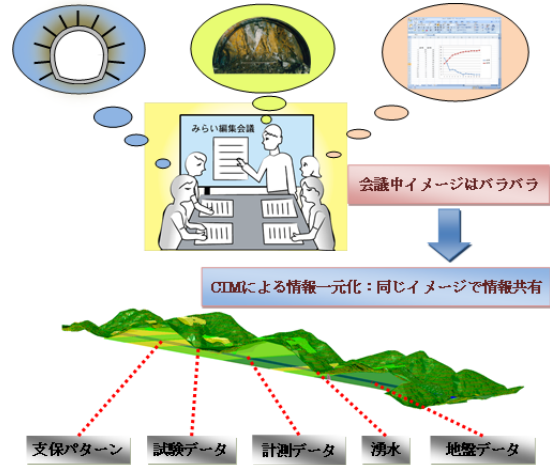 みらい編集会議
会議中イメージはバラバラ
CIMによる情報一元化：同じイメージで情報共有
支保パターン
試験データ
計測データ
湧水
地盤データ